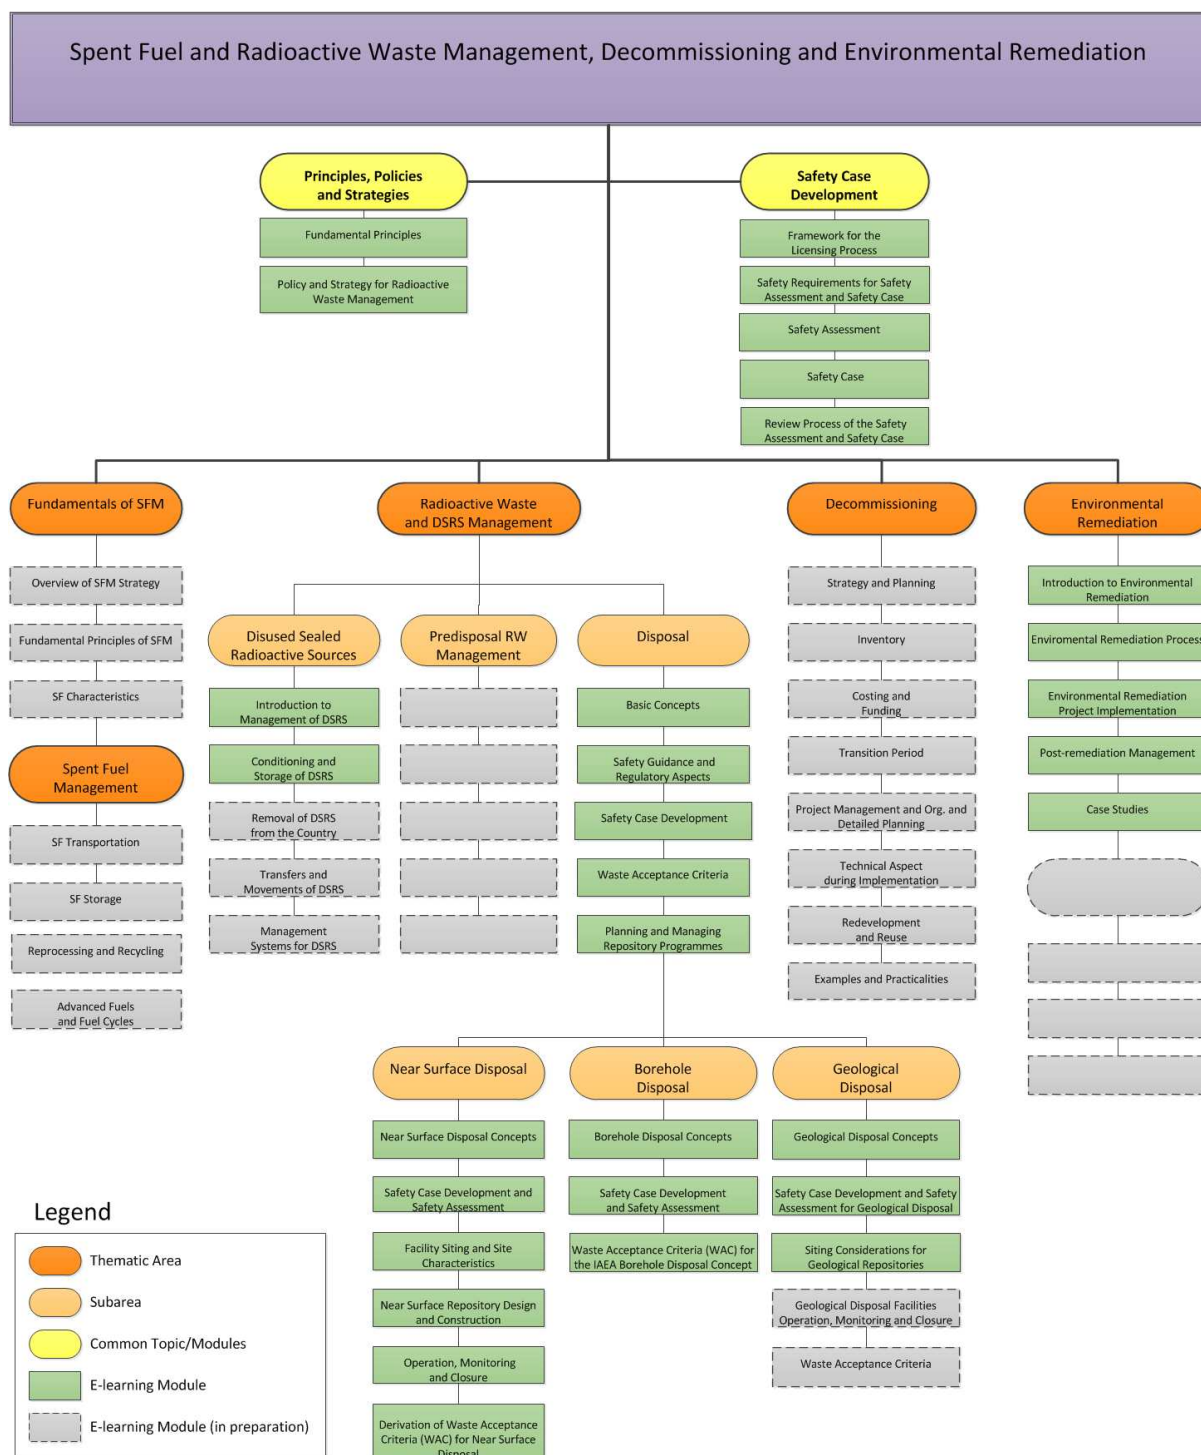 Spent Fuel and Radioactive Waste Management, Decommissioning and Environmental Remediation
Principles, Policies
and Strategies
Fundamental Principles
Policy and Strategy for Radioactive
Waste Management
Safety Case
Development
Framework for the
Licensing Process
Safety Requirements for Safety
Assessment and Safety Case
Safety Assessment
Safety Case
Review Process of the Safety
Assessment and Safety Case
Fundamentals of SFM
Overview of SFM Strategy
Fundamental Principles of SFM
SF Characteristics
Spent Fuel
Management
SF Transportation
SF Storage
Reprocessing and Recycling
Advanced Fuels
and Fuel Cycles
Radioactive Waste
and DSRS Management
Disused Sealed
Radioactive Sources
Introduction to
Management of DSRS
Conditioning and
Storage of DSRS
Removal of DSRS
from the Country
Transfers and
Movements of DSRS
Management
Systems for DSRS
Predisposal RW
Management
Disposal
Basic Concepts
Safety Guidance and
Regulatory Aspects
Safety Case Development
Waste Acceptance Criteria
Planning and Managing
Repository Programmes
Decommissioning
Strategy and Planning
Inventory
Costing and
Funding
Transition Period
Project Management and Org. and
Detailed Planning
Technical Aspect
during Implementation
Redevelopment
and Reuse
Examples and Practicalities
Environmental
Remediation
Introduction to Environmental
Remediation
Enviromental Remediation Process
Environmental Remediation
Project Implementation
Post-remediation Management
Case Studies
Near Surface Disposal
Near Surface Disposal Concepts
Safety Case Development and
Safety Assessment
Facility Siting and Site
Characteristics
Near Surface Repository Design
and Construction
Operation, Monitoring
and Closure
Derivation of Waste Acceptance
Criteria (WAC) for Near Surface
Disposal
Borehole
Disposal
Borehole Disposal Concepts
Safety Case Development
and Safety Assessment
Waste Acceptance Criteria (WAC) for
the IAEA Borehole Disposal Concept
Geological
Disposal
Geological Disposal Concepts
Safety Case Development and Safety
Assessment for Geological Disposal
Siting Considerations for
Geological Repositories
Geological Disposal Facilities
Operation, Monitoring and Closure
Waste Acceptance Criteria
Legend
Thematic Area
Subarea
Common Topic/Modules
E-learning Module
E-learning Module (in preparation)